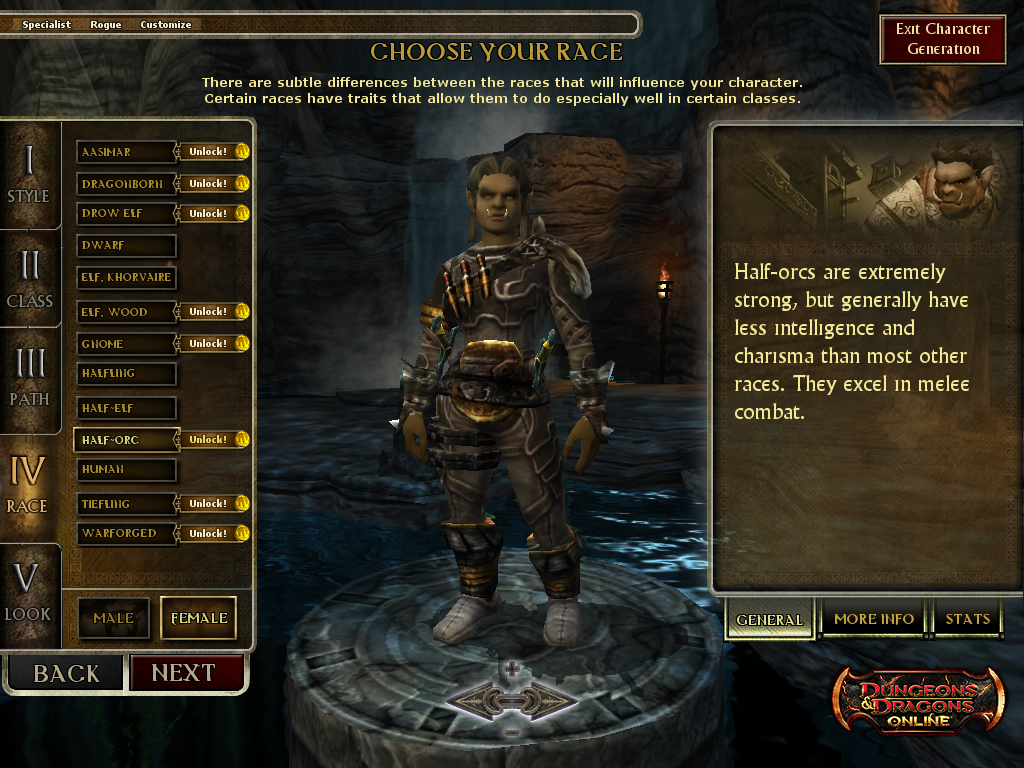 Specialist Rogue Customize
Exit Character
Generation
CHOOSE YOUR RACE
There are subtle differences between the races that will influence your character.
Certain races have traits that allow them to do especially well in certain classes.
I
STYLE
II
CLASS
III
PATH
IV
RACE
V
LOOK
AASIMAR Unlock!
DRAGONBORN Unlock!
DROW ELF Unlock!
DWARF
ELF, KHORVAIRE
ELF, WOOD Unlock!
GNOME Unlock!
HALFLING
HALF-ELF
HALF-ORC Unlock!
HUMAN
TIEFLING Unlock!
WARFORGED Unlock!
MALE FEMALE
BACK NEXT
Half-orcs are extremely
strong, but generally have
less intelligence and
charisma than most other
races. They excel in melee
combat.
GENERAL MORE INFO STATS
DUNGEONS
& DRAGONS
ONLINE